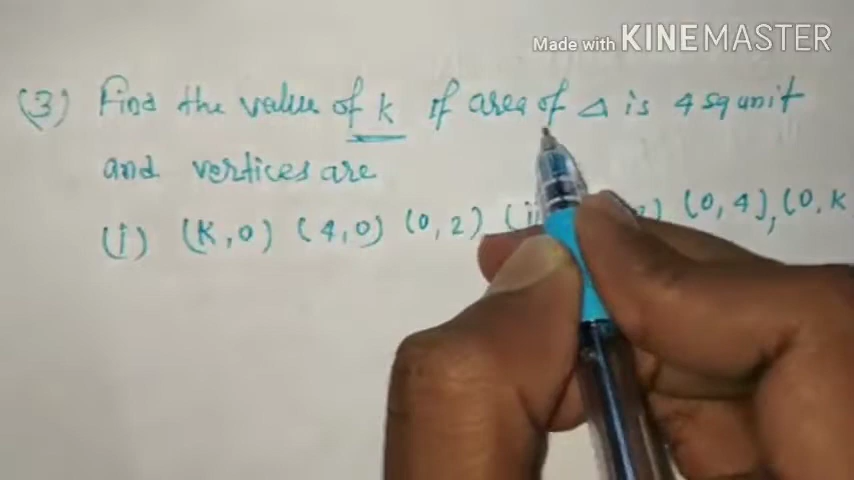 Made with KINEMASTER
(3) Find the value of k if area of Δ is 4 sq unit
and vertices are
(i) (K,0) (4,0) (0,2) (0,4), (0,K